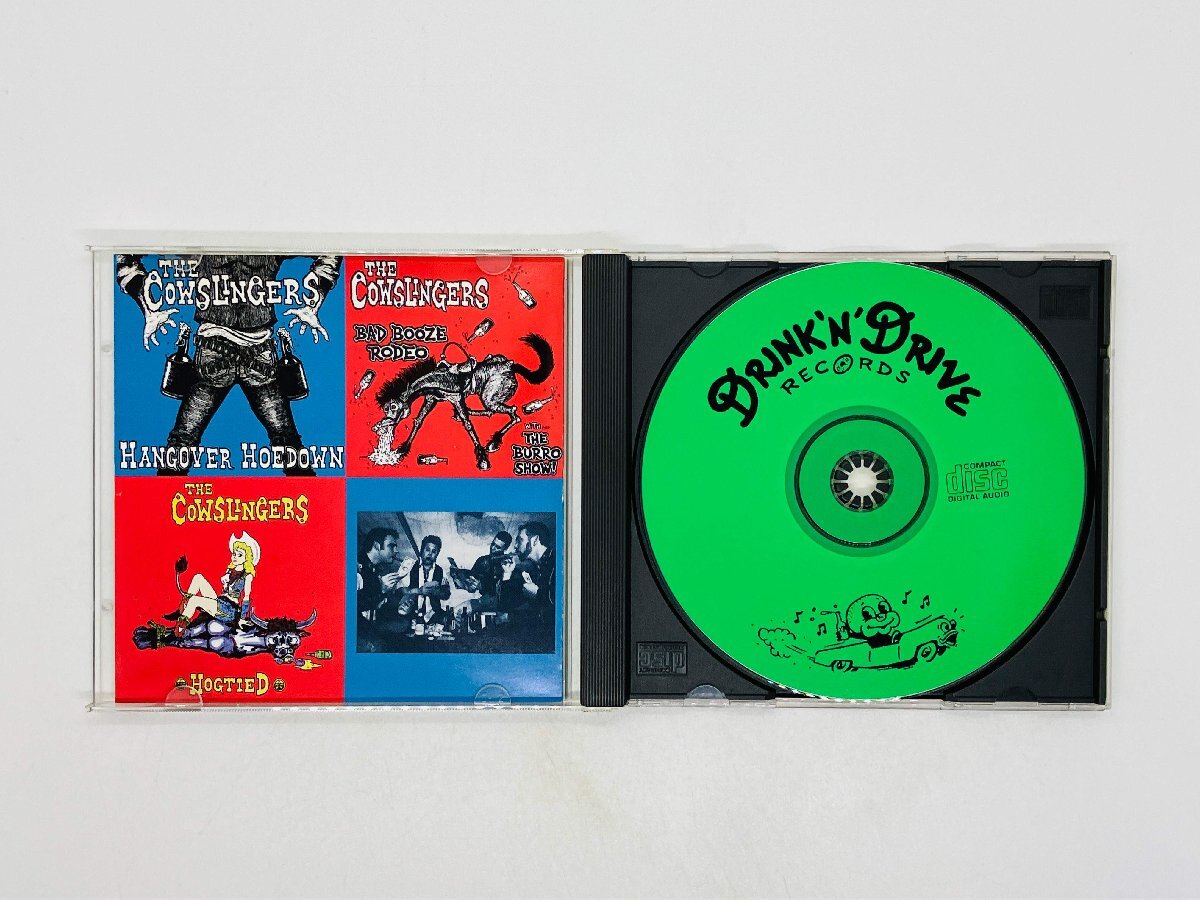 THE
COWSLINGERS
HANGOVER HOEDOWN
THE
COWSLINGERS
BAD BOOZE
RODEO
WITH...
THE
BURRO
SHOW!
THE
COWSLINGERS
HOGTIED
DRINK 'N' DRIVE
RECORDS
COMPACT
disc
DIGITAL AUDIO